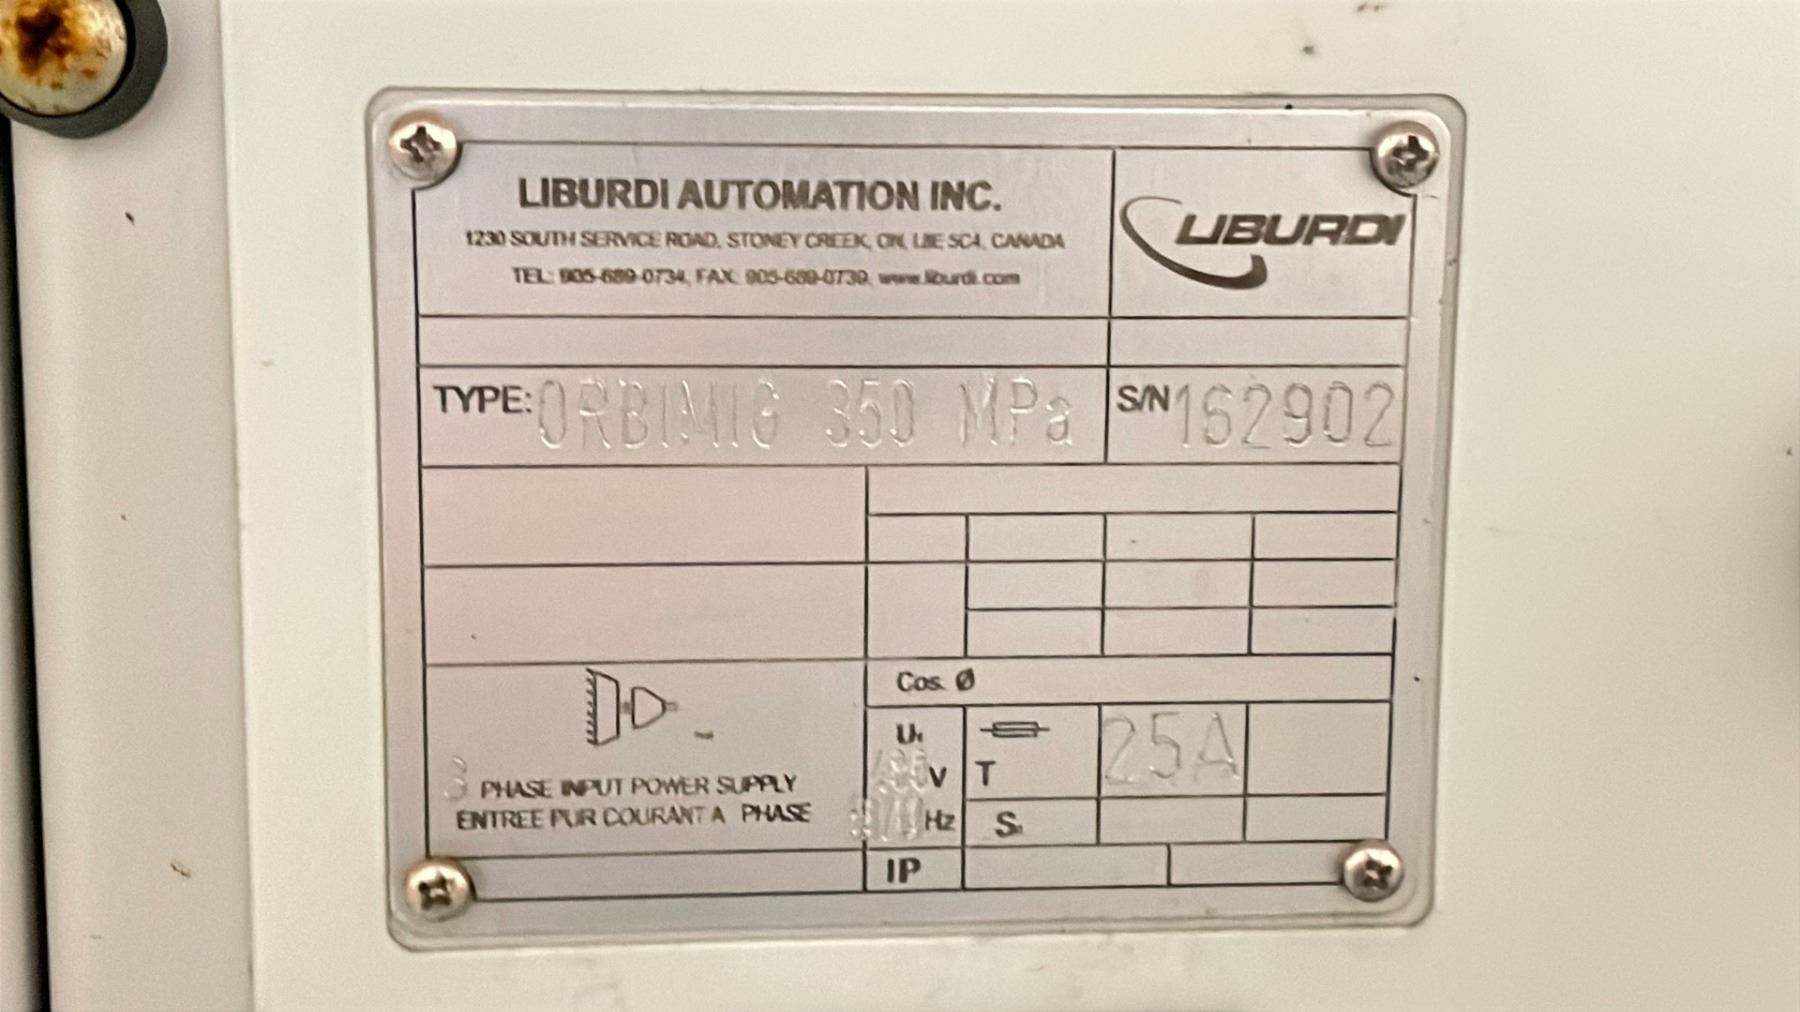 LIBURDI AUTOMATION INC.
1230 SOUTH SERVICE ROAD, STONEY CREEK, ON, L8E 5C4, CANADA
TEL: 905-689-0734, FAX: 905-689-0739, www.liburdi.com
LIBURDI
TYPE: ORBIMIG 350 MPa
S/N 162902
Cos. Ø
U₁
V
Hz
T
25A
S₁
IP
3 PHASE INPUT POWER SUPPLY
ENTREE PUR COURANT A PHASE